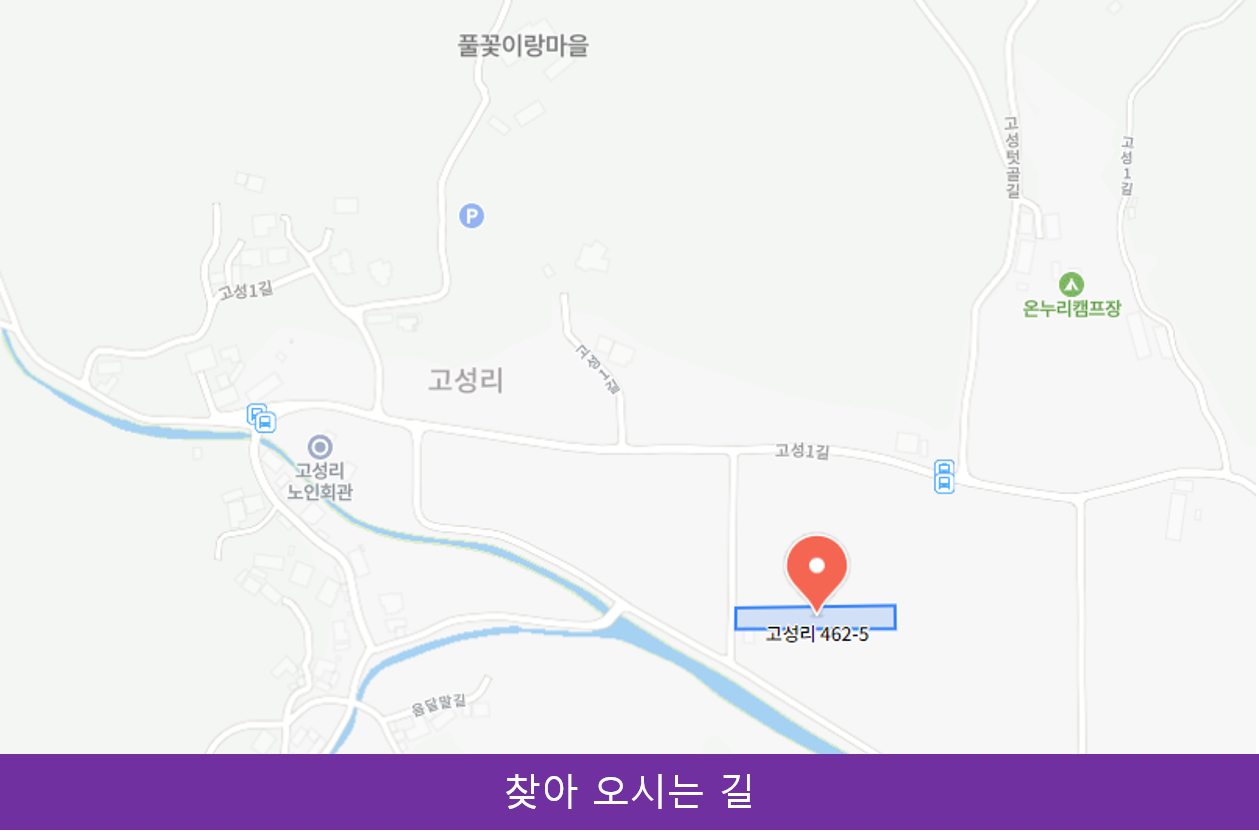 풀꽃이랑마을
고성텃골길
고성1길
P
고성1길
온누리캠프장
고성1길
고성리
고성1길
고성리
노인회관
고성리 462-5
음달말길
찾아 오시는 길